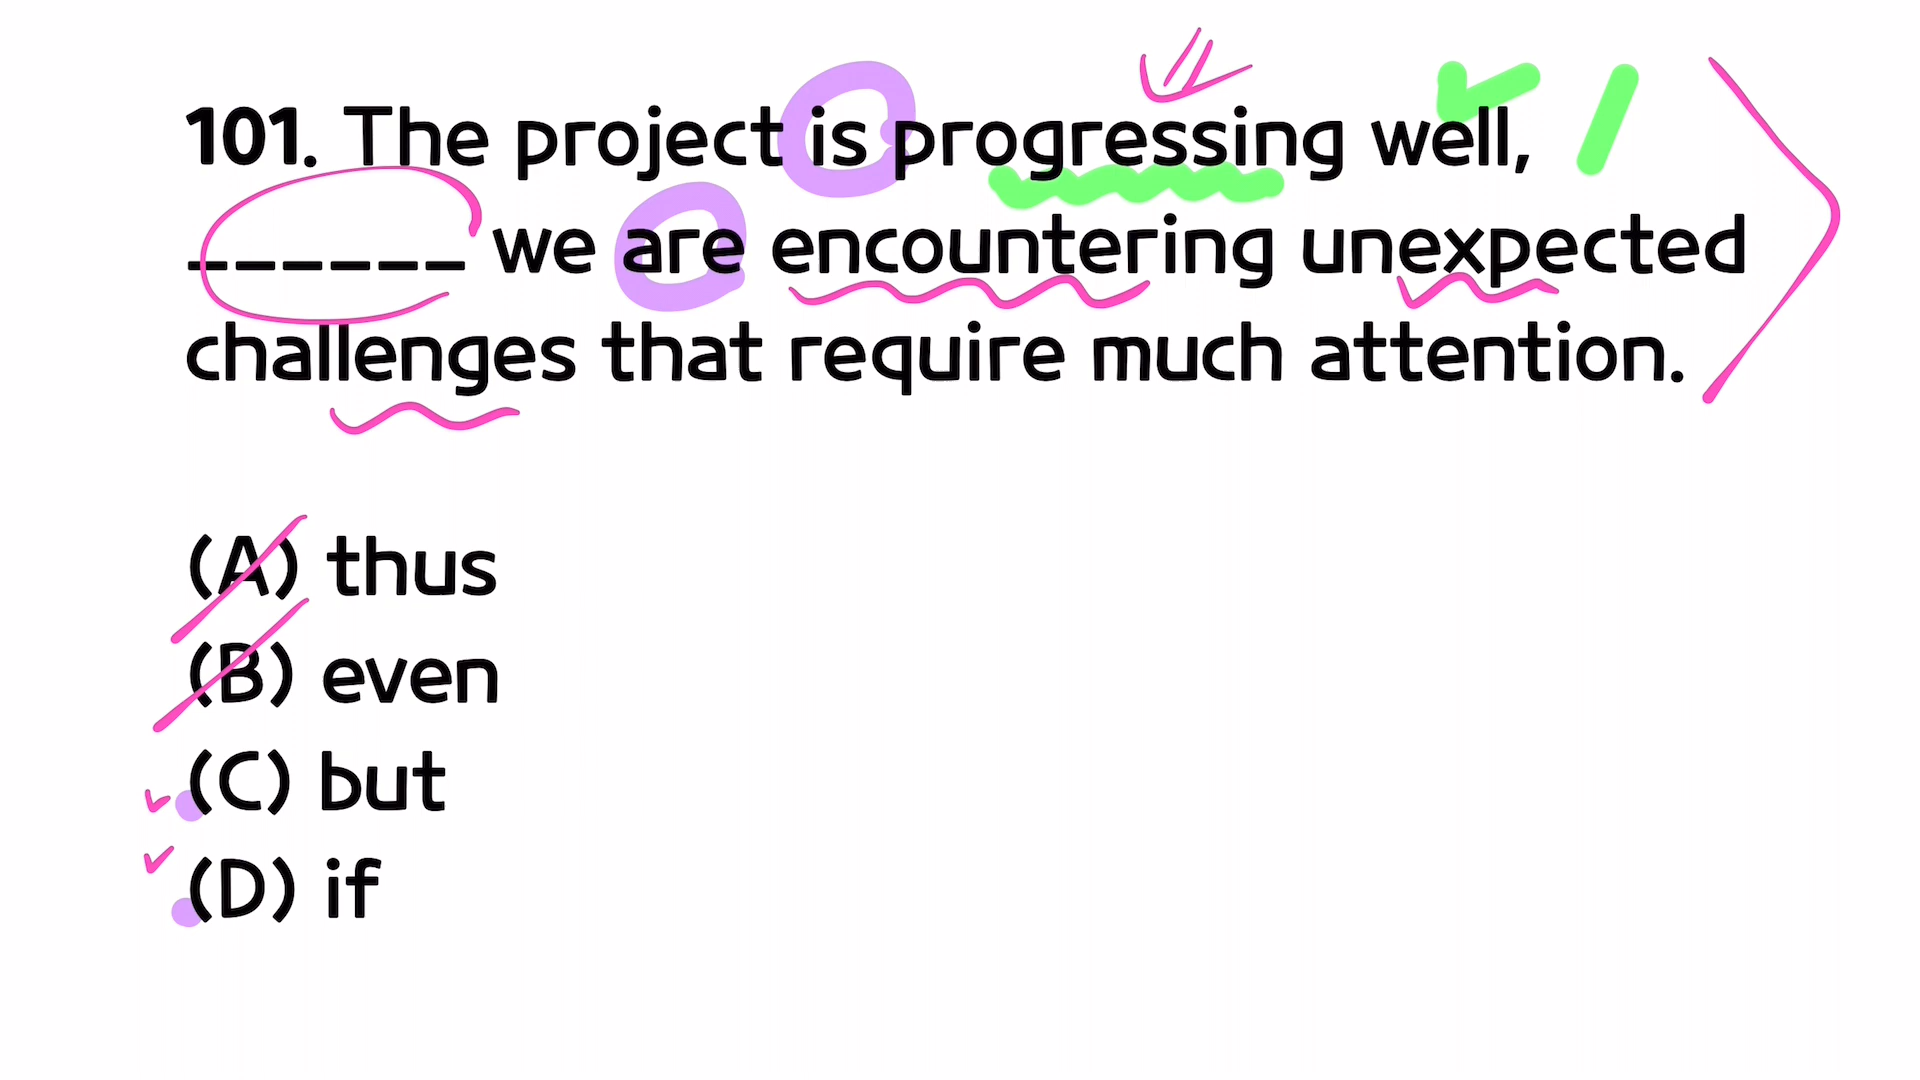 101. The project is progressing well,
______ we are encountering unexpected
challenges that require much attention.
(A) thus
(B) even
(C) but
(D) if